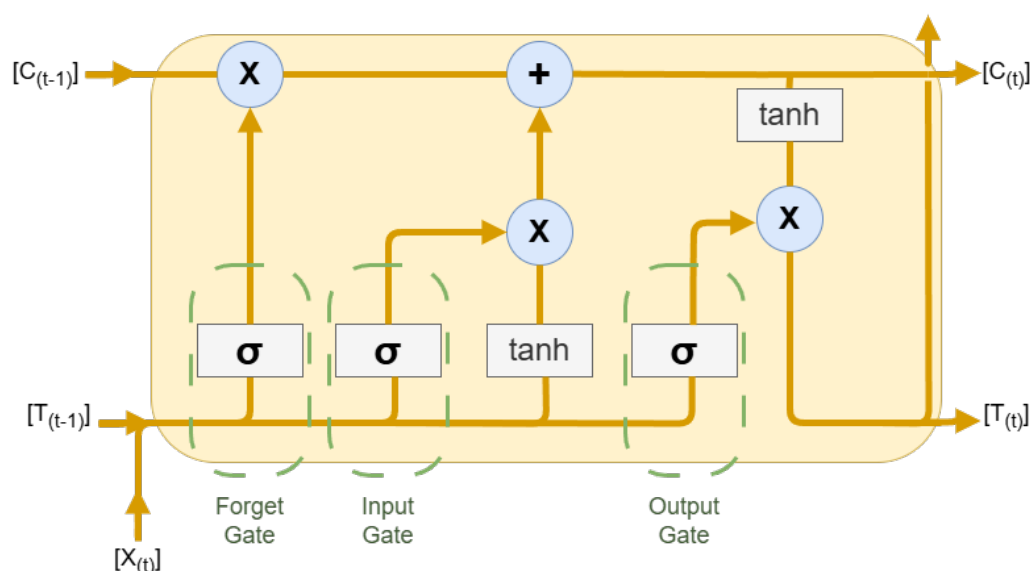 [C(t-1)]
X
+
[C(t)]
tanh
X
X
σ
σ
tanh
σ
[T(t-1)]
[T(t)]
Forget
Gate
Input
Gate
Output
Gate
[X(t)]